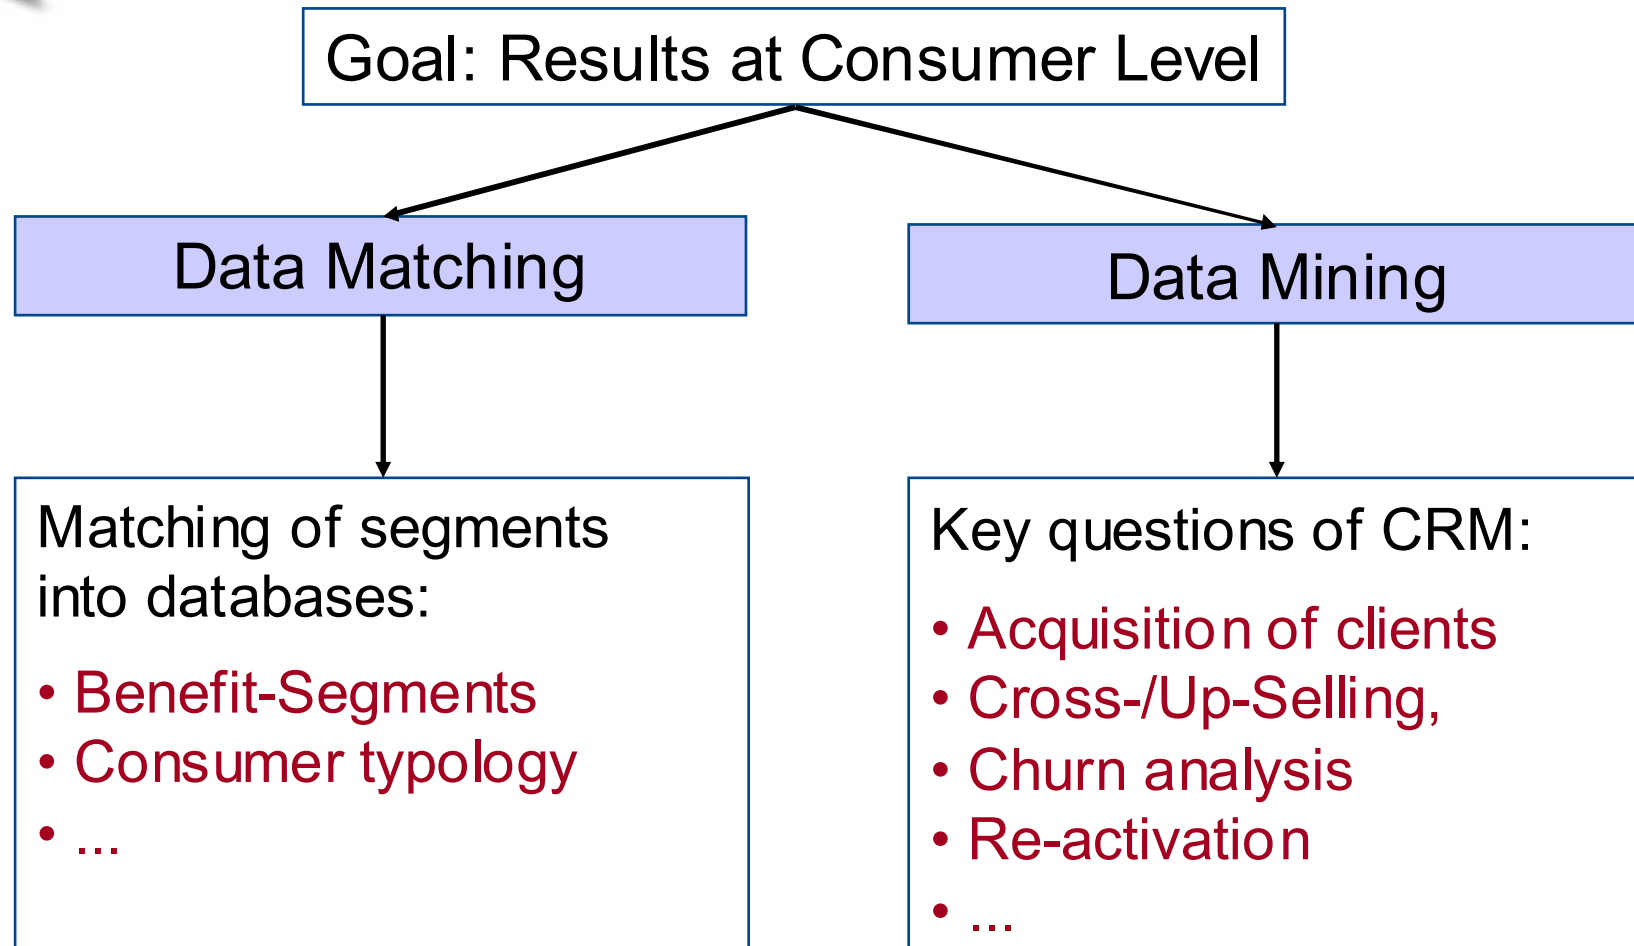 Goal: Results at Consumer Level
Data Matching
Data Mining
Matching of segments
into databases:
• Benefit-Segments
• Consumer typology
• ...
Key questions of CRM:
• Acquisition of clients
• Cross-/Up-Selling,
• Churn analysis
• Re-activation
• ...